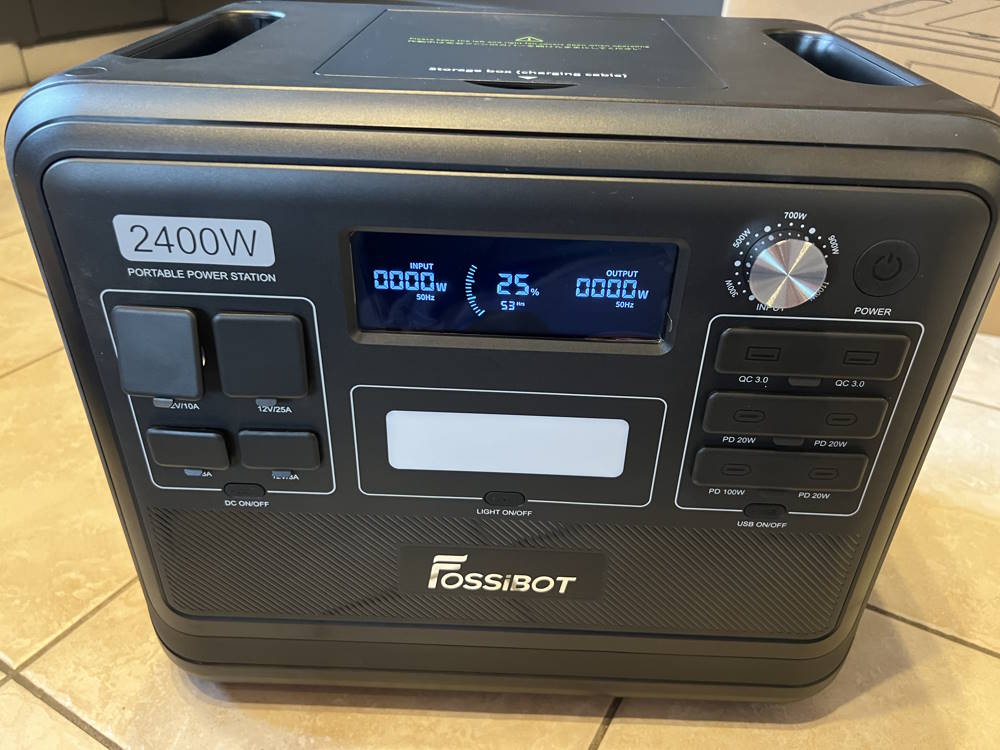 Storage box (charging cable)
2400W
PORTABLE POWER STATION
INPUT
0000W
50Hz
25%
53Hrs
OUTPUT
0000W
50Hz
300W
500W
700W
900W
INPUT
POWER
12V/25A
DC ON/OFF
LIGHT ON/OFF
QC 3.0
QC 3.0
PD 20W
PD 20W
PD 100W
PD 20W
USB ON/OFF
FOSSiBOT